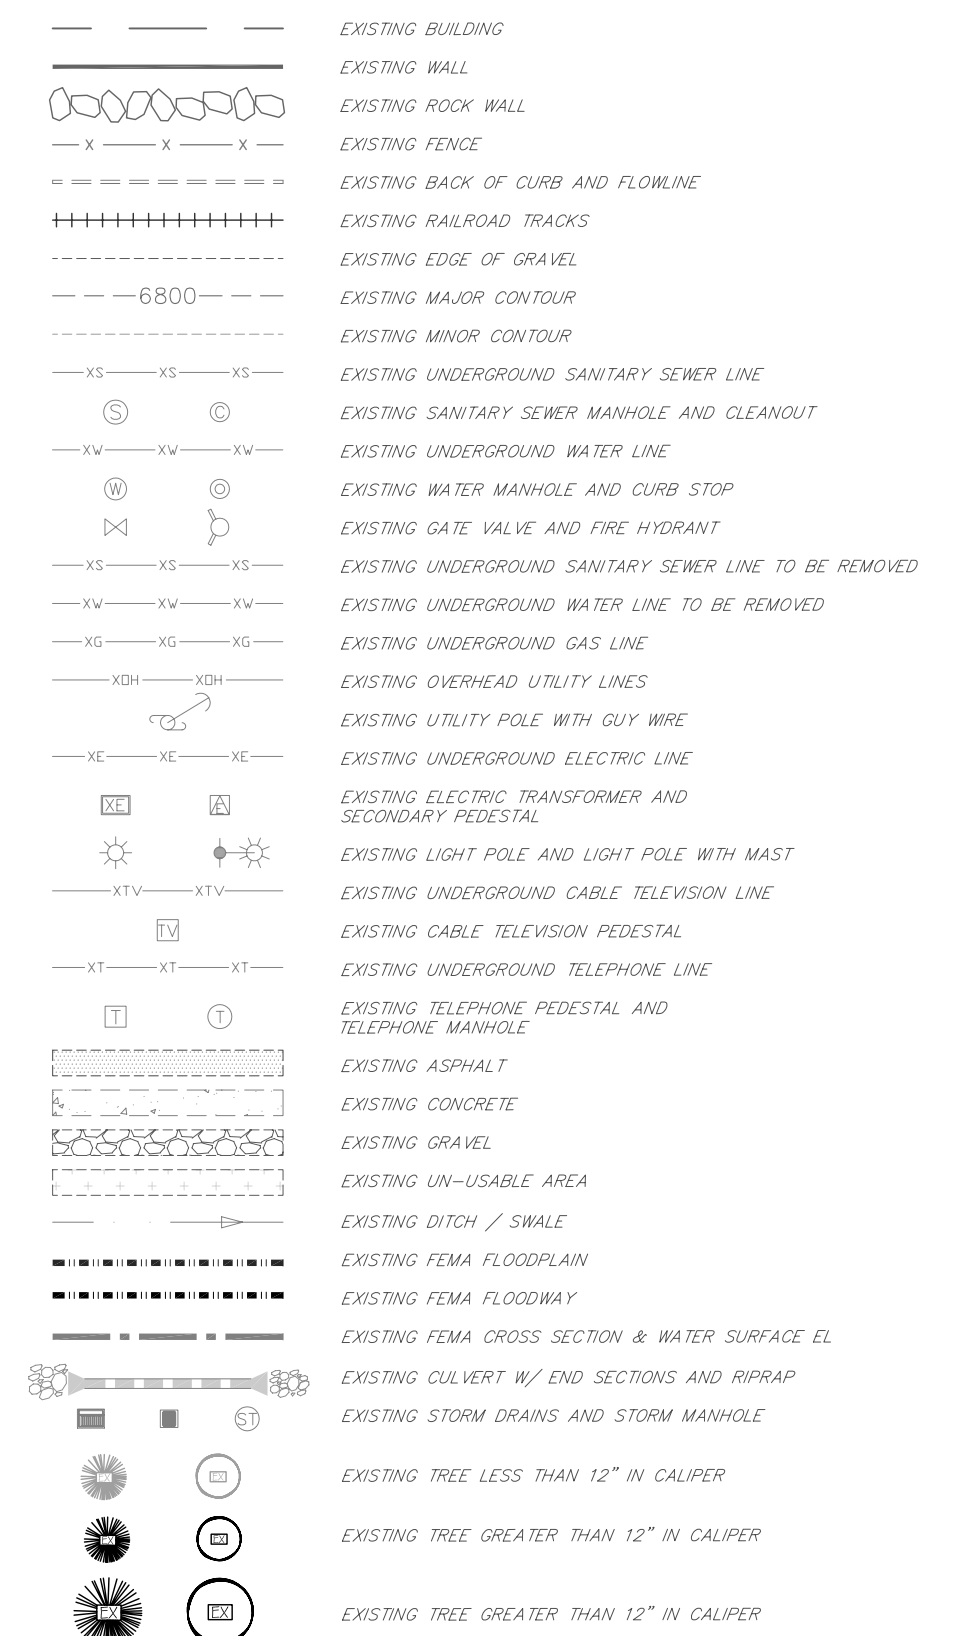 EXISTING BUILDING
EXISTING WALL
EXISTING ROCK WALL
X X X EXISTING FENCE
EXISTING BACK OF CURB AND FLOWLINE
EXISTING RAILROAD TRACKS
EXISTING EDGE OF GRAVEL
6800 EXISTING MAJOR CONTOUR
EXISTING MINOR CONTOUR
XS XS XS EXISTING UNDERGROUND SANITARY SEWER LINE
S C EXISTING SANITARY SEWER MANHOLE AND CLEANOUT
XW XW XW EXISTING UNDERGROUND WATER LINE
W EXISTING WATER MANHOLE AND CURB STOP
EXISTING GATE VALVE AND FIRE HYDRANT
XS XS XS EXISTING UNDERGROUND SANITARY SEWER LINE TO BE REMOVED
XW XW XW EXISTING UNDERGROUND WATER LINE TO BE REMOVED
XG XG XG EXISTING UNDERGROUND GAS LINE
XOH XOH EXISTING OVERHEAD UTILITY LINES
EXISTING UTILITY POLE WITH GUY WIRE
XE XE XE EXISTING UNDERGROUND ELECTRIC LINE
XE E EXISTING ELECTRIC TRANSFORMER AND
SECONDARY PEDESTAL
EXISTING LIGHT POLE AND LIGHT POLE WITH MAST
XTV XTV EXISTING UNDERGROUND CABLE TELEVISION LINE
TV EXISTING CABLE TELEVISION PEDESTAL
XT XT XT EXISTING UNDERGROUND TELEPHONE LINE
T T EXISTING TELEPHONE PEDESTAL AND
TELEPHONE MANHOLE
EXISTING ASPHALT
EXISTING CONCRETE
EXISTING GRAVEL
EXISTING UN-USABLE AREA
EXISTING DITCH / SWALE
EXISTING FEMA FLOODPLAIN
EXISTING FEMA FLOODWAY
EXISTING FEMA CROSS SECTION & WATER SURFACE EL
EXISTING CULVERT W/ END SECTIONS AND RIPRAP
ST EXISTING STORM DRAINS AND STORM MANHOLE
EX EX EXISTING TREE LESS THAN 12" IN CALIPER
EX EX EXISTING TREE GREATER THAN 12" IN CALIPER
EX EX EXISTING TREE GREATER THAN 12" IN CALIPER